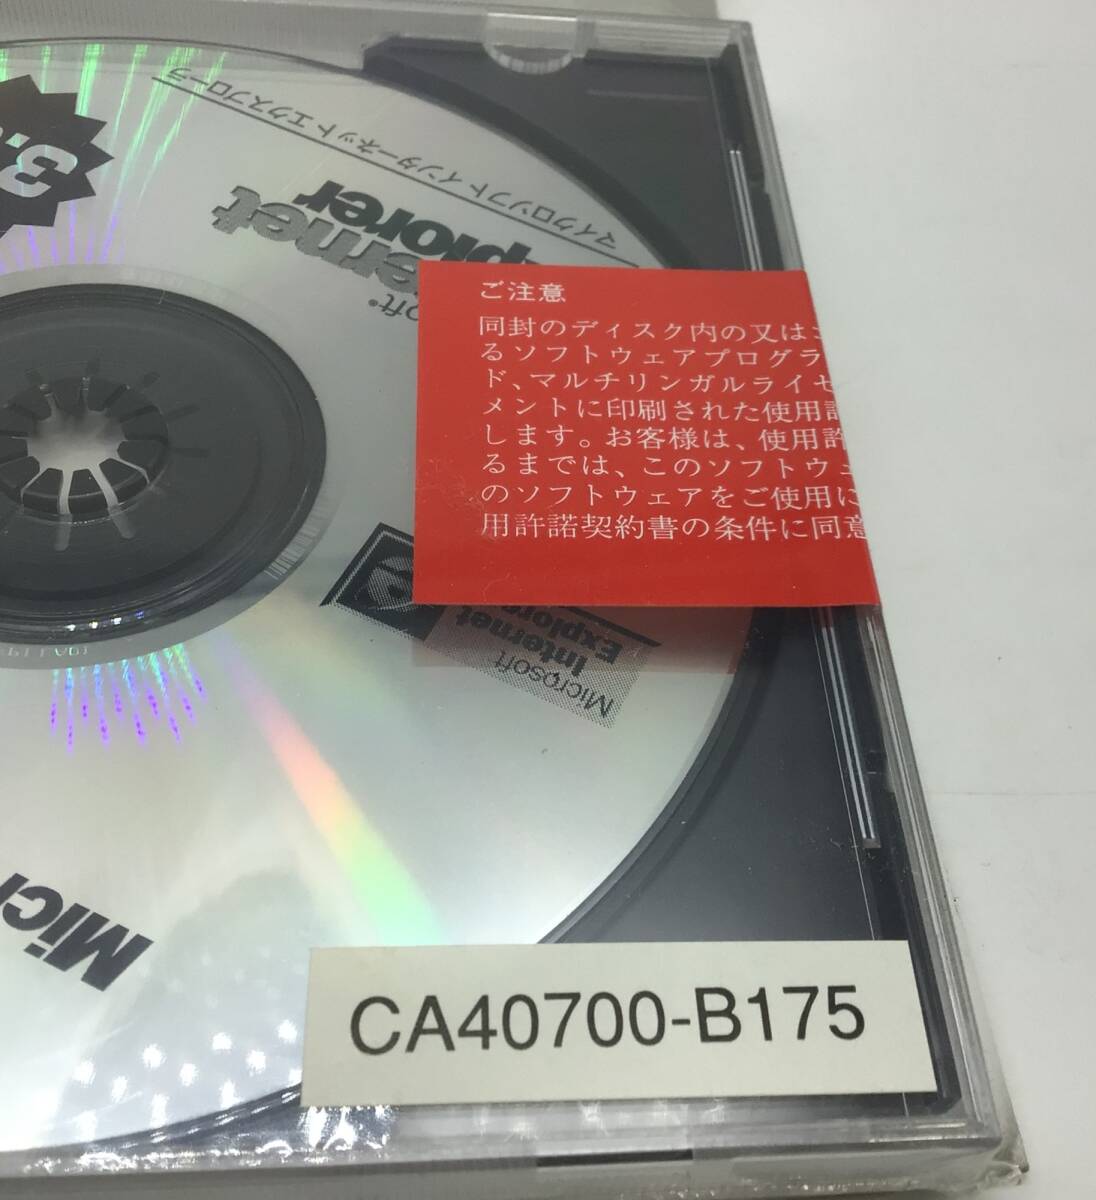 3.
マイクロソフト インターネットエクスプローラ
ernet
plorer
oft®
ご注意
同封のディスク内の又は
るソフトウェアプログラ
ド、マルチリンガルライセ
メントに印刷された使用許
します。お客様は、使用許
るまでは、このソフトウェ
のソフトウェアをご使用に
用許諾契約書の条件に同意
Microsoft
Internet
Explore
Micr
CA40700-B175